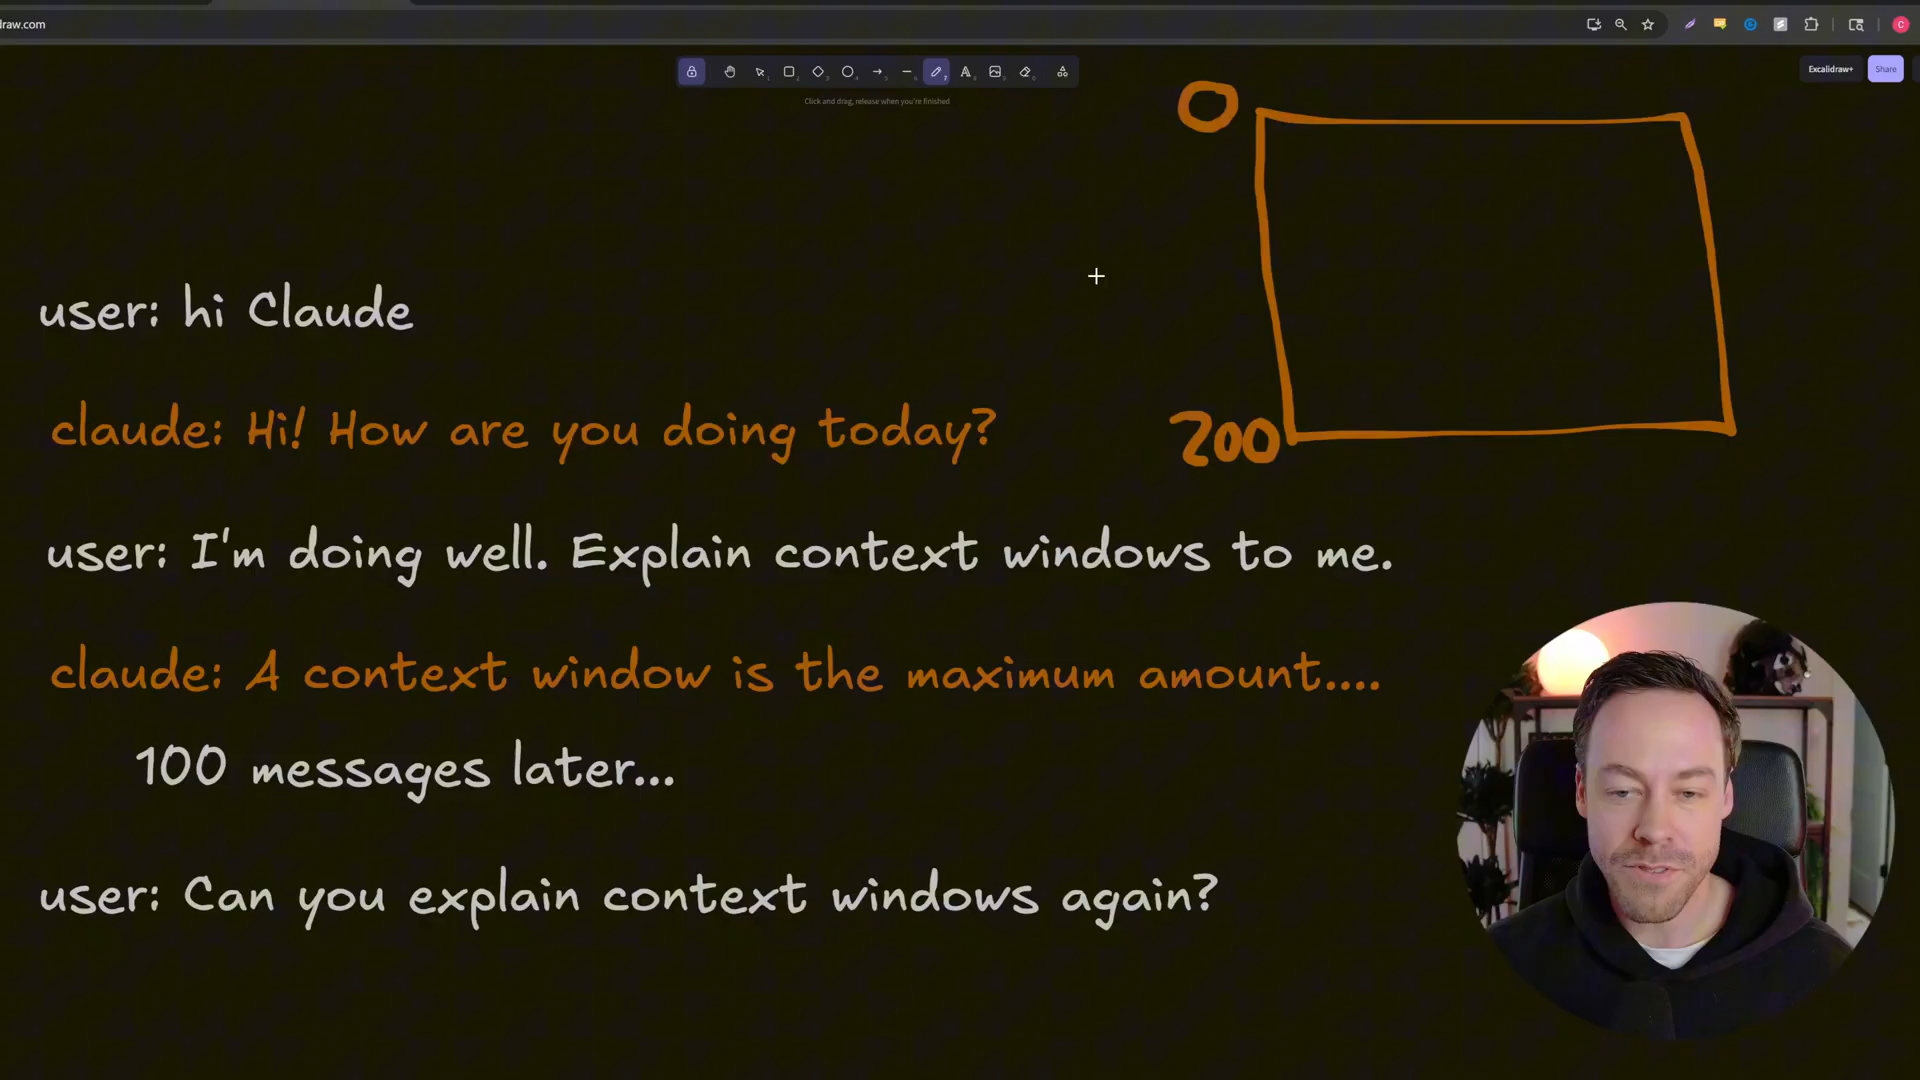 draw.com
Excalidraw+
Share
Click and drag, release when you're finished
0
user: hi Claude
claude: Hi! How are you doing today?
200
user: I'm doing well. Explain context windows to me.
claude: A context window is the maximum amount....
100 messages later...
user: Can you explain context windows again?